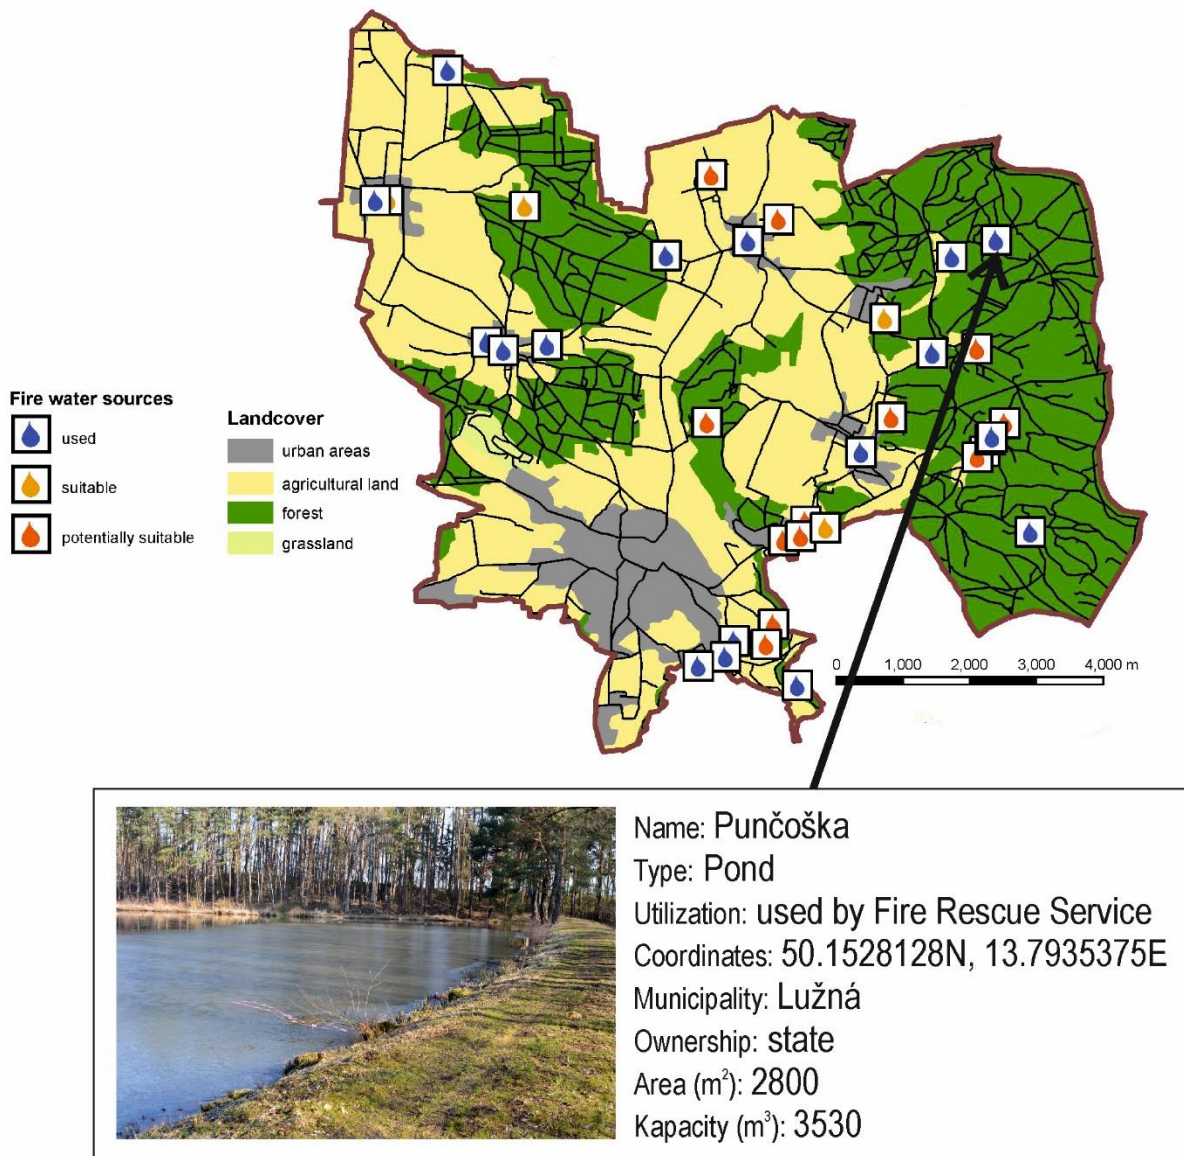 Fire water sources
used
suitable
potentially suitable
Landcover
urban areas
agricultural land
forest
grassland
0 1,000 2,000 3,000 4,000 m
Name: Punčoška
Type: Pond
Utilization: used by Fire Rescue Service
Coordinates: 50.1528128N, 13.7935375E
Municipality: Lužná
Ownership: state
Area (m²): 2800
Kapacity (m³): 3530